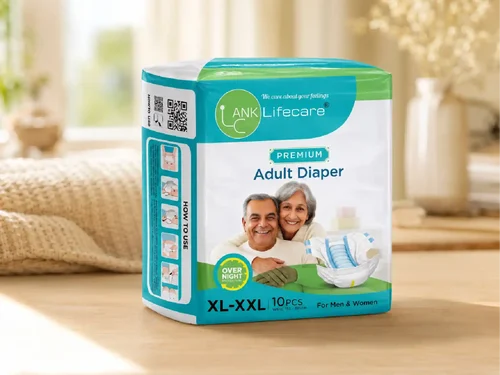 We care about your feelings
ANK Lifecare®
PREMIUM
Adult Diaper
OVER
NIGHT
XL-XXL
10 PCS
For Men & Women
HOW TO USE